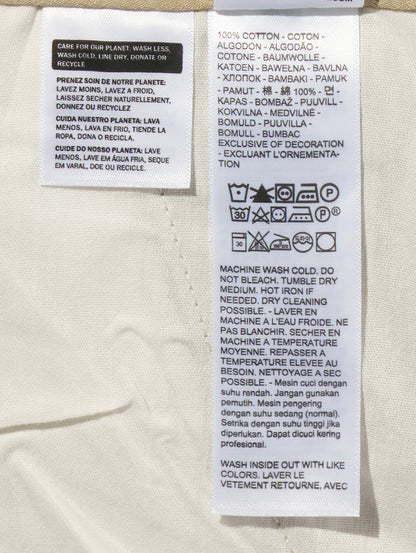 CARE FOR OUR PLANET: WASH LESS,
WASH COLD, LINE DRY, DONATE OR
RECYCLE
PRENEZ SOIN DE NOTRE PLANETE:
LAVEZ MOINS, LAVEZ A FROID,
LAISSEZ SECHER NATURELLEMENT,
DONNEZ OU RECYCLEZ
CUIDA NUESTRO PLANETA: LAVA
MENOS, LAVA EN FRIO, TIENDE LA
ROPA, DONA O RECICLA
CUIDE DO NOSSO PLANETA: LAVE
MENOS, LAVE EM ÁGUA FRIA, SEQUE
EM VARAL, DOE OU RECICLE.
100% COTTON - COTON -
ALGODÓN - ALGODÃO -
COTONE - BAUMWOLLE -
KATOEN - BAWEŁNA - BAVLNA
- ХЛОПОК - BAMBAKI - PAMUK
- PAMUT - 棉 - 綿 100% - 면 -
KAPAS - BOMBAŽ - PUUVILL -
KOKVILNA - MEDVILNĖ -
BOMULD - PUUVILLA -
BOMULL - BUMBAC
EXCLUSIVE OF DECORATION
- EXCLUANT L'ORNEMENTA-
TION
P
30 P ®
30
MACHINE WASH COLD. DO
NOT BLEACH. TUMBLE DRY
MEDIUM. HOT IRON IF
NEEDED. DRY CLEANING
POSSIBLE. - LAVER EN
MACHINE A L'EAU FROIDE. NE
PAS BLANCHIR. SECHER EN
MACHINE A TEMPERATURE
MOYENNE. REPASSER A
TEMPERATURE ELEVEE AU
BESOIN. NETTOYAGE A SEC
POSSIBLE. - Mesin cuci dengan
suhu rendah. Jangan gunakan
pemutih. Mesin pengering
dengan suhu sedang (normal).
Setrika dengan suhu tinggi jika
diperlukan. Dapat dicuci kering
profesional.
WASH INSIDE OUT WITH LIKE
COLORS. LAVER LE
VETEMENT RETOURNE, AVEC